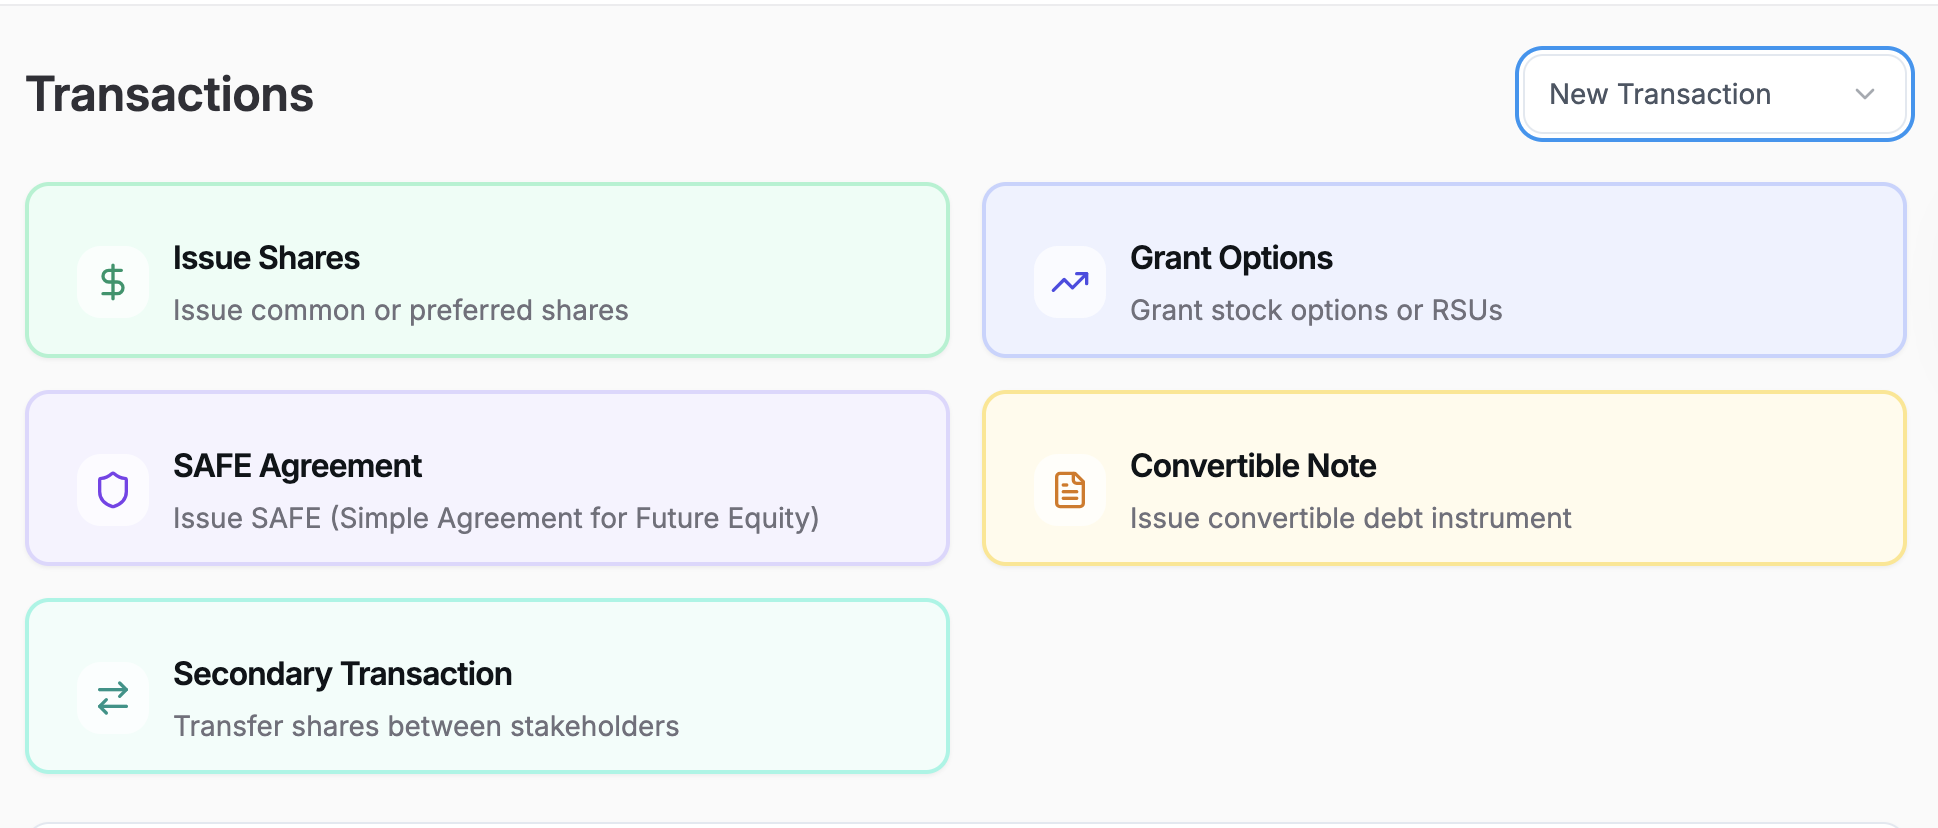 Transactions
New Transaction
Issue Shares
Issue common or preferred shares
Grant Options
Grant stock options or RSUs
SAFE Agreement
Issue SAFE (Simple Agreement for Future Equity)
Convertible Note
Issue convertible debt instrument
Secondary Transaction
Transfer shares between stakeholders